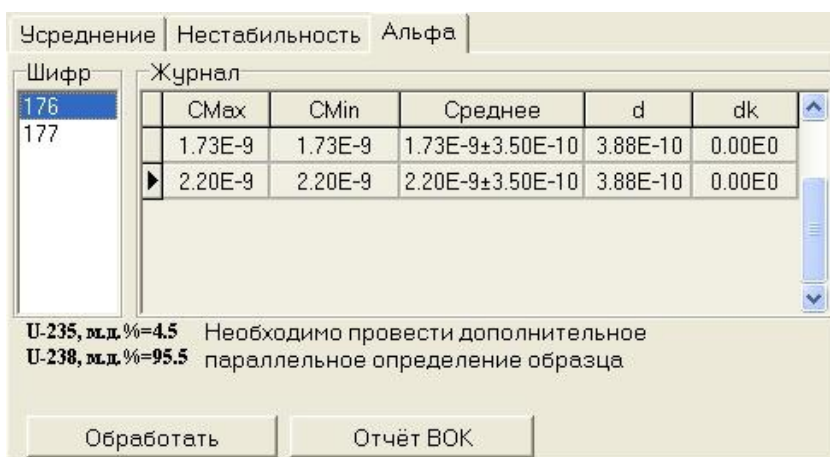 Усреднение Нестабильность Альфа
Шифр Журнал
176
177
CMax CMin Среднее d dk
1.73E-9 1.73E-9 1.73E-9±3.50E-10 3.88E-10 0.00E0
2.20E-9 2.20E-9 2.20E-9±3.50E-10 3.88E-10 0.00E0
U-235, м.д.%=4.5 Необходимо провести дополнительное
U-238, м.д.%=95.5 параллельное определение образца
Обработать Отчёт ВОК